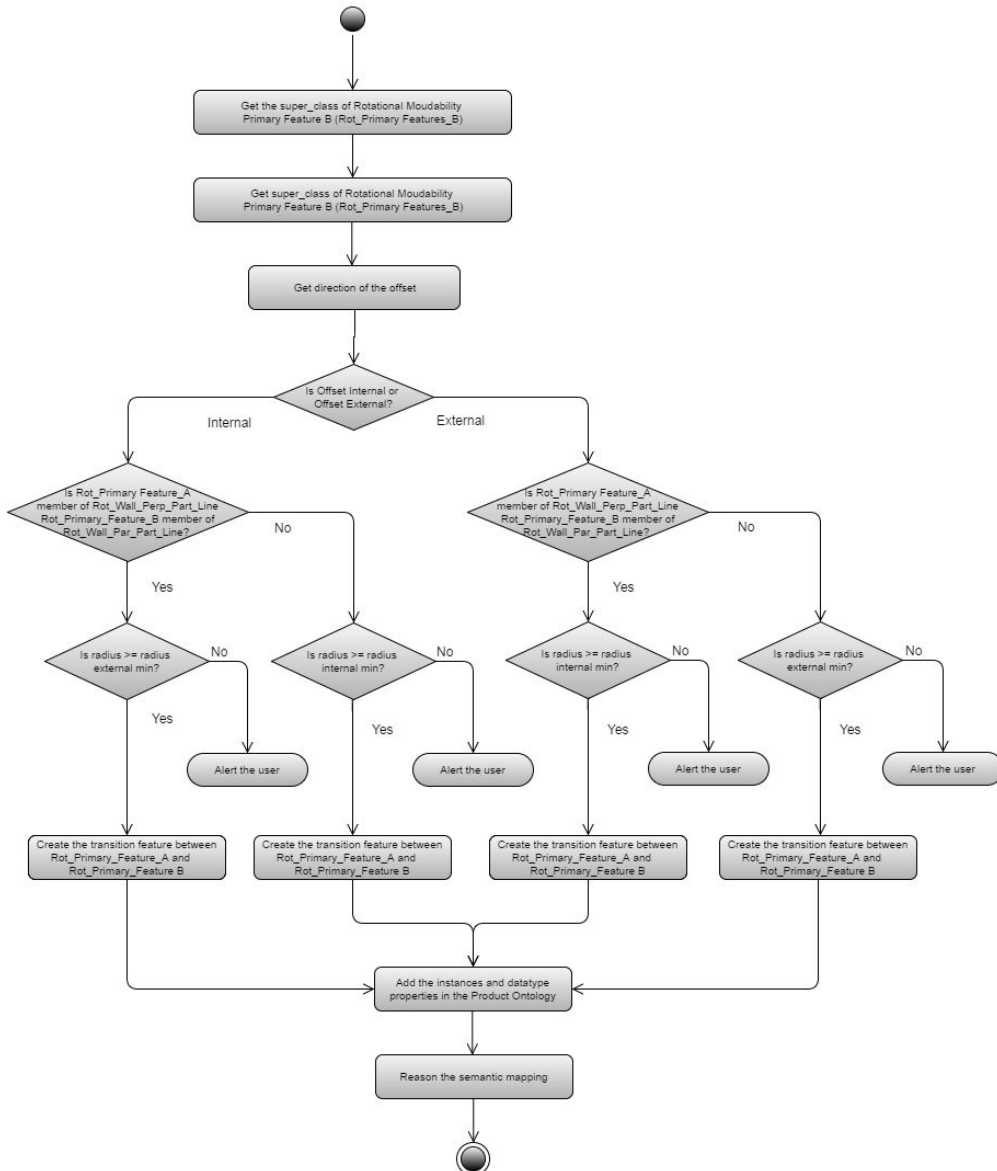 Get the super_class of Rotational Moudability
Primary Feature B (Rot_Primary Features_B)
Get super_class of Rotational Moudability
Primary Feature B (Rot_Primary Features_B)
Get direction of the offset
Is Offset Internal or
Offset External?
Internal
External
Is Rot_Primary Feature_A
member of Rot_Wall_Perp_Part_Line
Rot_Primary_Feature_B member of
Rot_Wall_Par_Part_Line?
No
Is Rot_Primary Feature_A
member of Rot_Wall_Perp_Part_Line
Rot_Primary_Feature_B member of
Rot_Wall_Par_Part_Line?
No
Yes
Yes
Is radius >= radius
external min?
No
Is radius >= radius
internal min?
No
Is radius >= radius
internal min?
No
Is radius >= radius
external min?
No
Yes
Yes
Yes
Yes
Alert the user
Alert the user
Alert the user
Alert the user
Create the transition feature between
Rot_Primary_Feature_A and
Rot_Primary_Feature B
Create the transition feature between
Rot_Primary_Feature_A and
Rot_Primary_Feature B
Create the transition feature between
Rot_Primary_Feature_A and
Rot_Primary_Feature B
Create the transition feature between
Rot_Primary_Feature_A and
Rot_Primary_Feature B
Add the instances and datatype
properties in the Product Ontology
Reason the semantic mapping